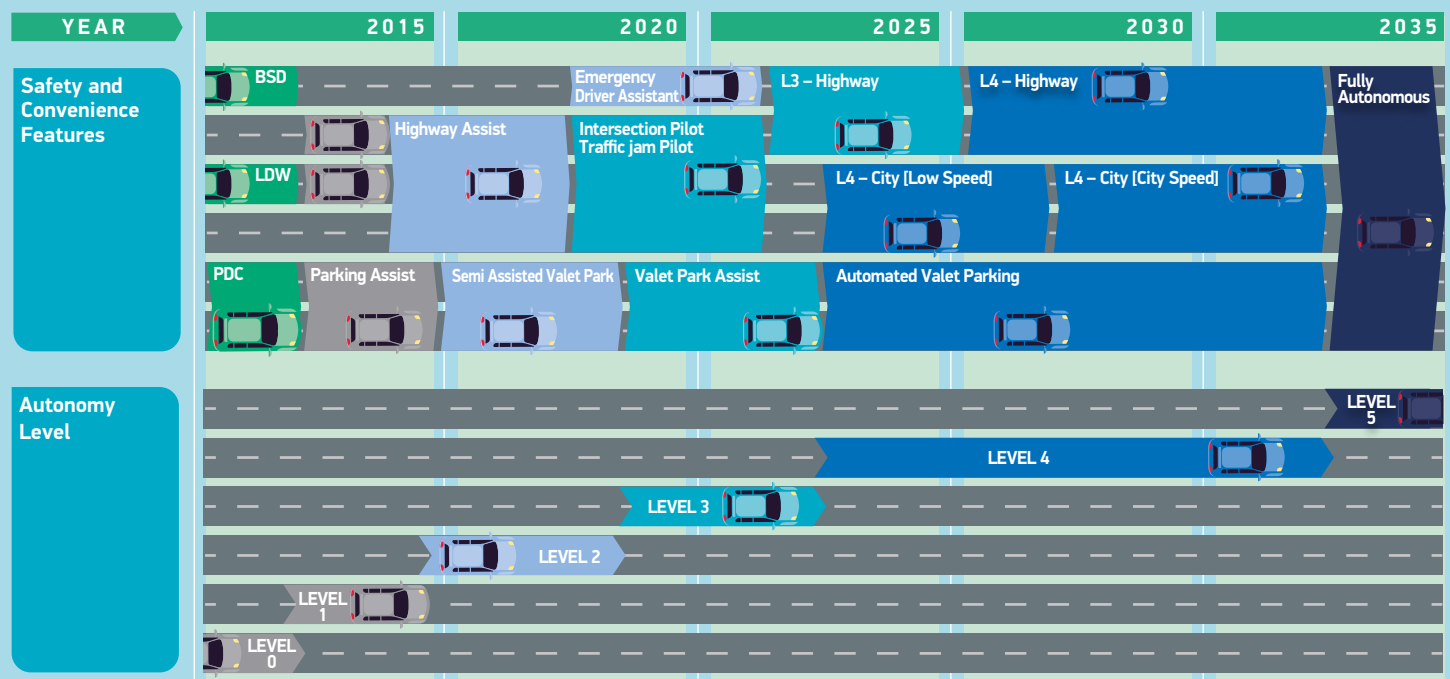 YEAR
2015
2020
2025
2030
2035
Safety and
Convenience
Features
BSD
Emergency
Driver Assistant
L3 – Highway
L4 – Highway
Fully
Autonomous
Highway Assist
Intersection Pilot
Traffic jam Pilot
LDW
L4 – City [Low Speed]
L4 – City [City Speed]
PDC
Parking Assist
Semi Assisted Valet Park
Valet Park Assist
Automated Valet Parking
Autonomy
Level
LEVEL
5
LEVEL 4
LEVEL 3
LEVEL 2
LEVEL
1
LEVEL
0